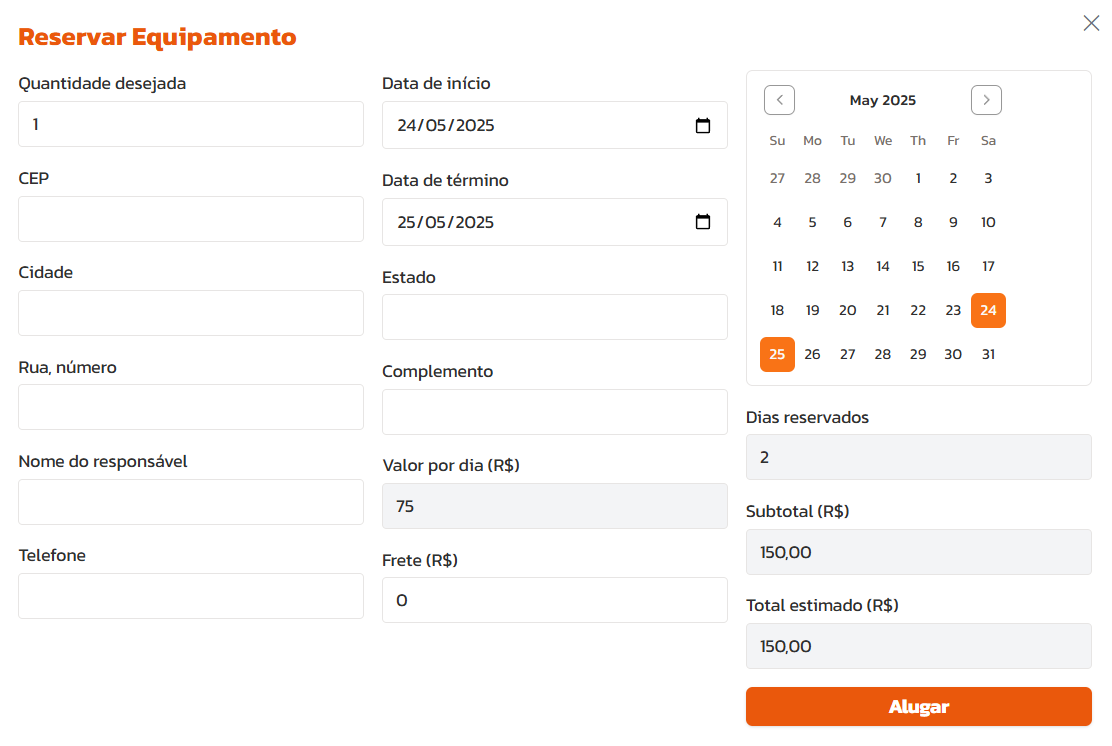 Reservar Equipamento
Quantidade desejada
1
CEP
Cidade
Rua, número
Nome do responsável
Telefone
Data de início
24/05/2025
Data de término
25/05/2025
Estado
Complemento
Valor por dia (R$)
75
Frete (R$)
0
May 2025
Su Mo Tu We Th Fr Sa
27 28 29 30 1 2 3
4 5 6 7 8 9 10
11 12 13 14 15 16 17
18 19 20 21 22 23 24
25 26 27 28 29 30 31
Dias reservados
2
Subtotal (R$)
150,00
Total estimado (R$)
150,00
Alugar